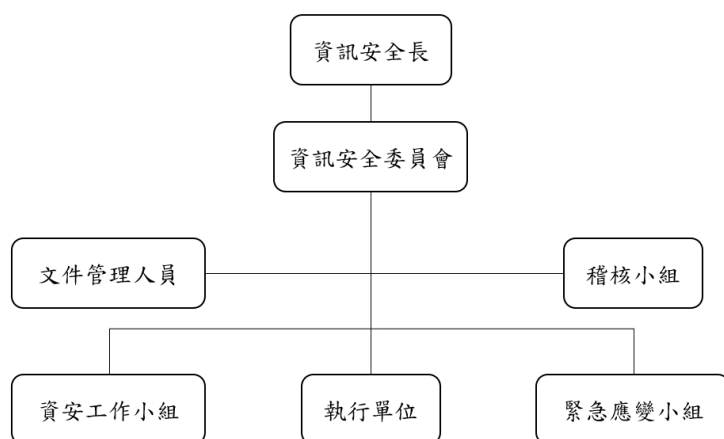 資訊安全長
資訊安全委員會
文件管理人員
稽核小組
資安工作小組
執行單位
緊急應變小組